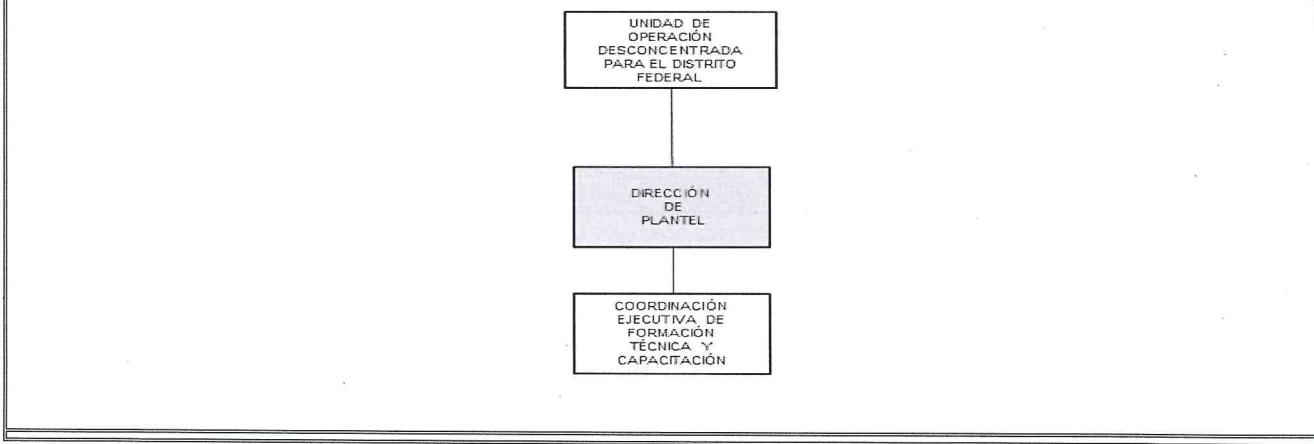 UNIDAD DE
OPERACIÓN
DESCONCENTRADA
PARA EL DISTRITO
FEDERAL
DIRECCIÓN
DE
PLANTEL
COORDINACIÓN
EJECUTIVA DE
FORMACIÓN
TÉCNICA Y
CAPACITACIÓN